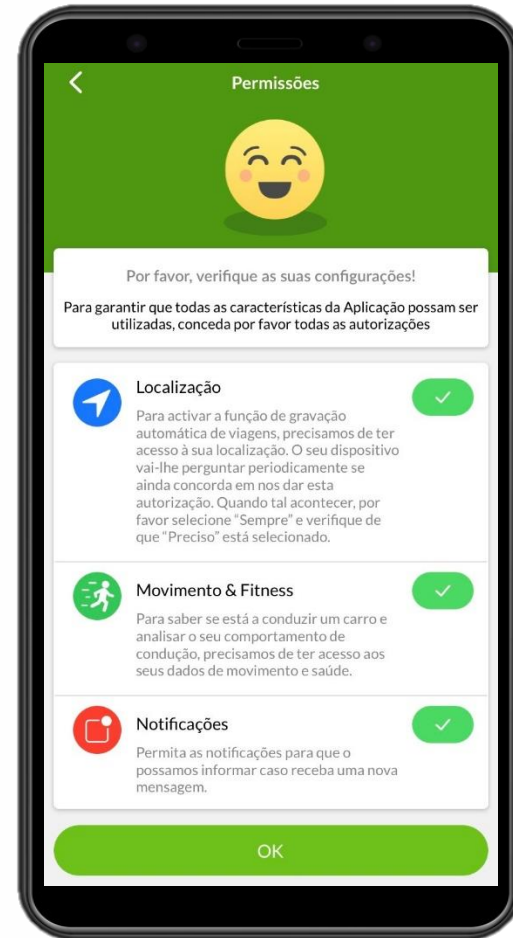 Permissões
Por favor, verifique as suas configurações!
Para garantir que todas as características da Aplicação possam ser
utilizadas, conceda por favor todas as autorizações
Localização
Para activar a função de gravação
automática de viagens, precisamos de ter
acesso à sua localização. O seu dispositivo
vai-lhe perguntar periodicamente se
ainda concorda em nos dar esta
autorização. Quando tal acontecer, por
favor selecione "Sempre" e verifique de
que "Preciso" está selecionado.
Movimento & Fitness
Para saber se está a conduzir um carro e
analisar o seu comportamento de
condução, precisamos de ter acesso aos
seus dados de movimento e saúde.
Notificações
Permita as notificações para que o
possamos informar caso receba uma nova
mensagem.
OK